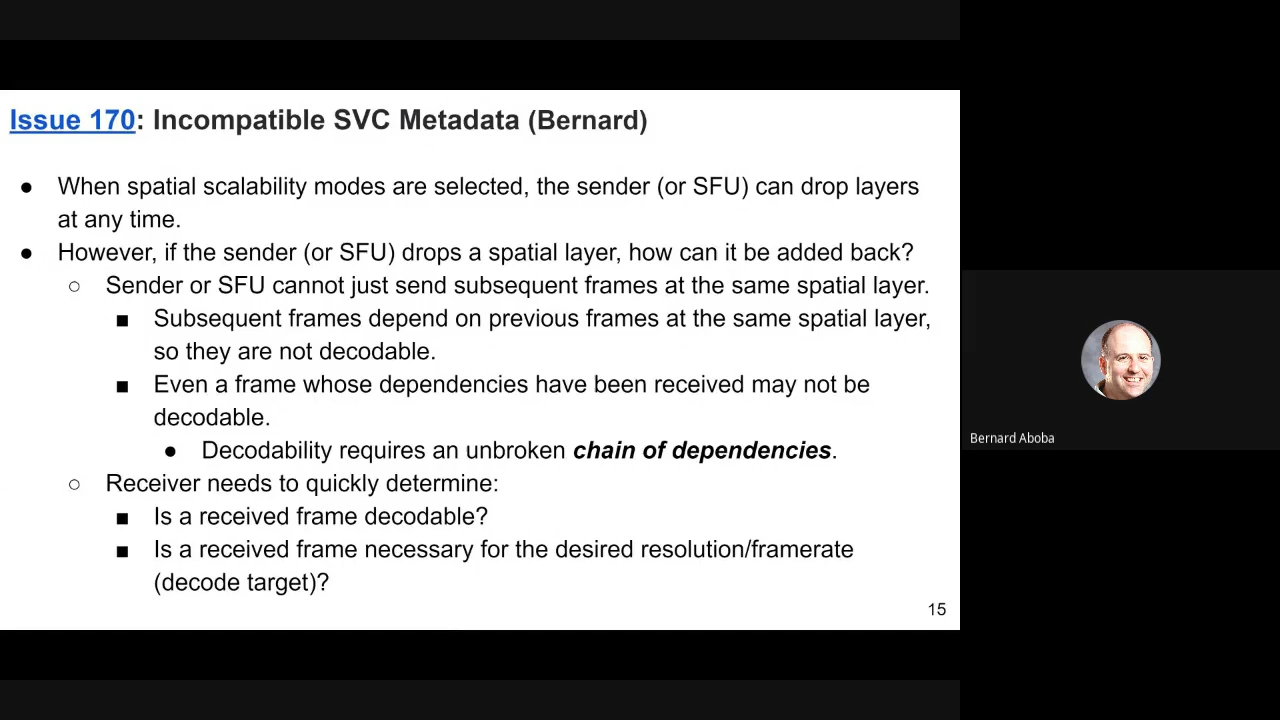 Issue 170: Incompatible SVC Metadata (Bernard)
● When spatial scalability modes are selected, the sender (or SFU) can drop layers
at any time.
● However, if the sender (or SFU) drops a spatial layer, how can it be added back?
○ Sender or SFU cannot just send subsequent frames at the same spatial layer.
■ Subsequent frames depend on previous frames at the same spatial layer,
so they are not decodable.
■ Even a frame whose dependencies have been received may not be
decodable.
● Decodability requires an unbroken chain of dependencies.
○ Receiver needs to quickly determine:
■ Is a received frame decodable?
■ Is a received frame necessary for the desired resolution/framerate
(decode target)?
15
Bernard Aboba